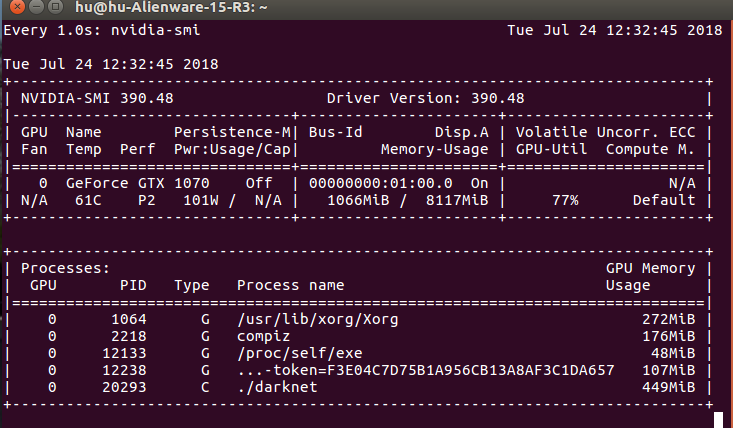 hu@hu-Alienware-15-R3: ~
Every 1.0s: nvidia-smi                                  Tue Jul 24 12:32:45 2018

Tue Jul 24 12:32:45 2018
+-----------------------------------------------------------------------------+
| NVIDIA-SMI 390.48                 Driver Version: 390.48                    |
|-------------------------------+----------------------+----------------------+
| GPU  Name        Persistence-M| Bus-Id        Disp.A | Volatile Uncorr. ECC |
| Fan  Temp  Perf  Pwr:Usage/Cap|         Memory-Usage | GPU-Util  Compute M. |
|===============================+======================+======================|
|   0  GeForce GTX 1070    Off  | 00000000:01:00.0  On |                  N/A |
| N/A   61C    P2   101W /  N/A |   1066MiB /  8117MiB |     77%      Default |
+-------------------------------+----------------------+----------------------+

+-----------------------------------------------------------------------------+
| Processes:                                                       GPU Memory |
|  GPU       PID   Type   Process name                             Usage      |
|=============================================================================|
|    0      1064      G   /usr/lib/xorg/Xorg                           272MiB |
|    0      2218      G   compiz                                       176MiB |
|    0     12133      G   /proc/self/exe                                48MiB |
|    0     12238      G   ...-token=F3E04C7D75B1A956CB13A8AF3C1DA657   107MiB |
|    0     20293      C   ./darknet                                    449MiB |
+-----------------------------------------------------------------------------+